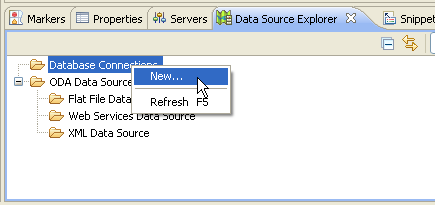 Markers Properties Servers Data Source Explorer Snippet
Database Connections
New...
ODA Data Source
Flat File Data
Refresh F5
Web Services Data Source
XML Data Source